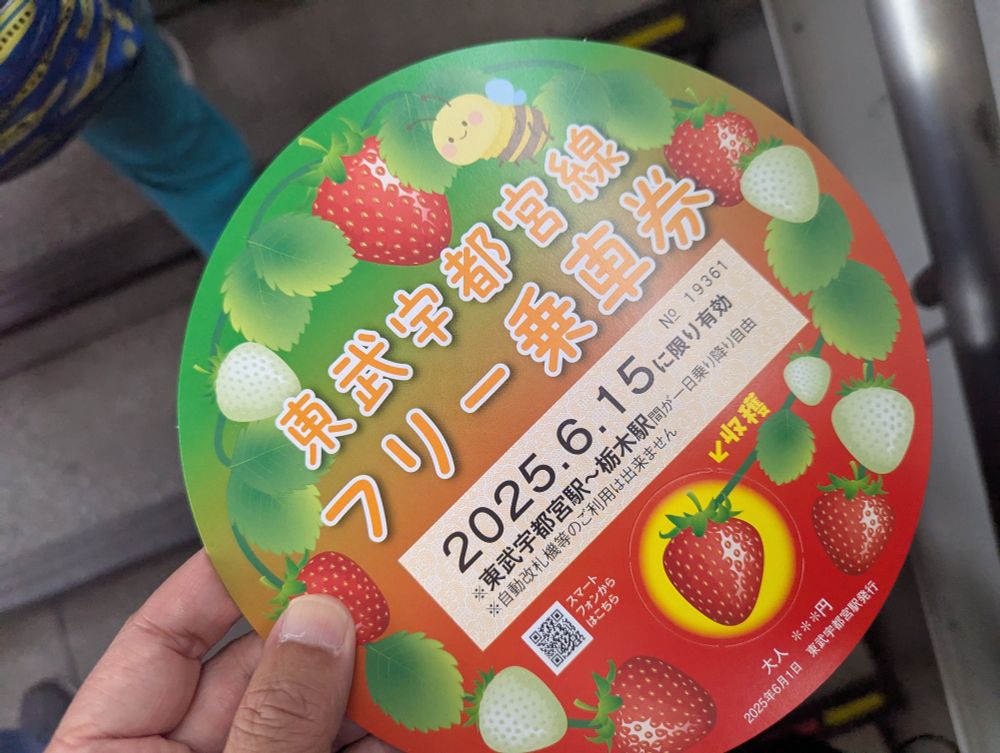 東武宇都宮線
フリー乗車券
№ 19361
2025.6.15に限り有効
※東武宇都宮駅～栃木駅間が一日乗り降り自由
※自動改札機等のご利用は出来ません
収穫
スマート
フォンから
はこちら
大人 ＊＊＊円
2025年6月1日 東武宇都宮駅発行